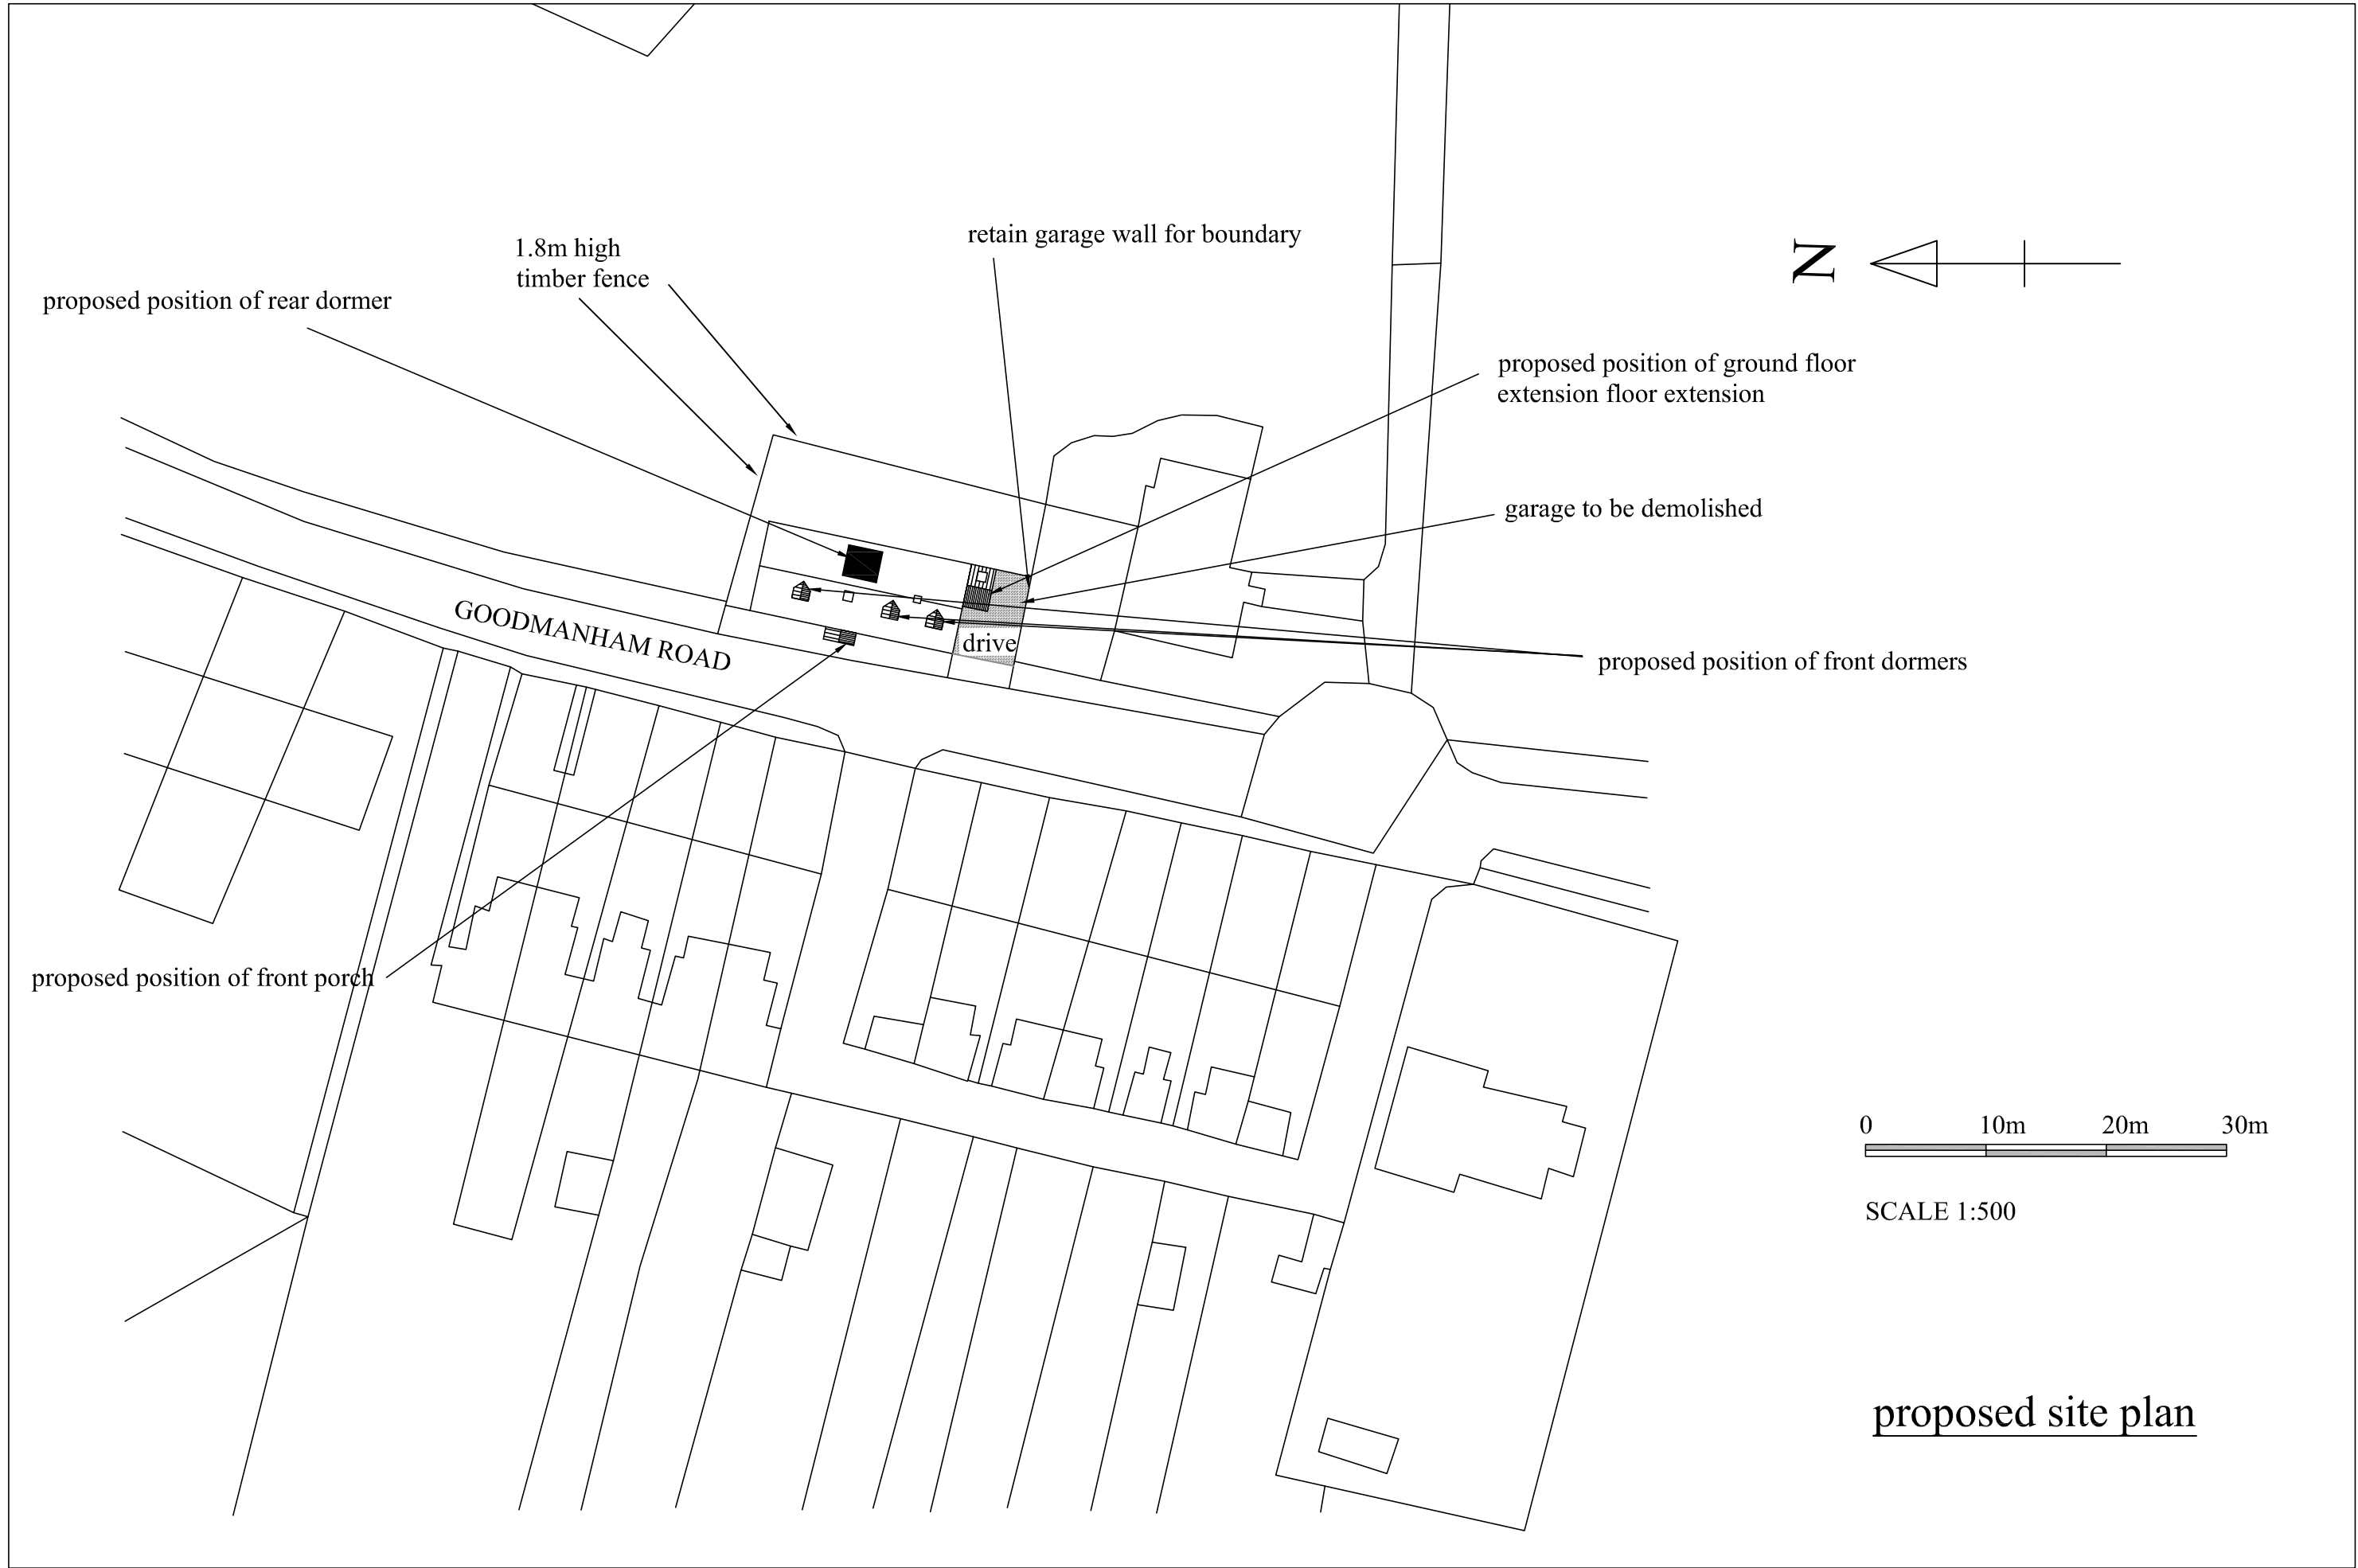 retain garage wall for boundary
1.8m high
timber fence
N
proposed position of rear dormer
proposed position of ground floor
extension floor extension
garage to be demolished
GOODMANHAM ROAD
drive
proposed position of front dormers
proposed position of front porch
0 10m 20m 30m
SCALE 1:500
proposed site plan